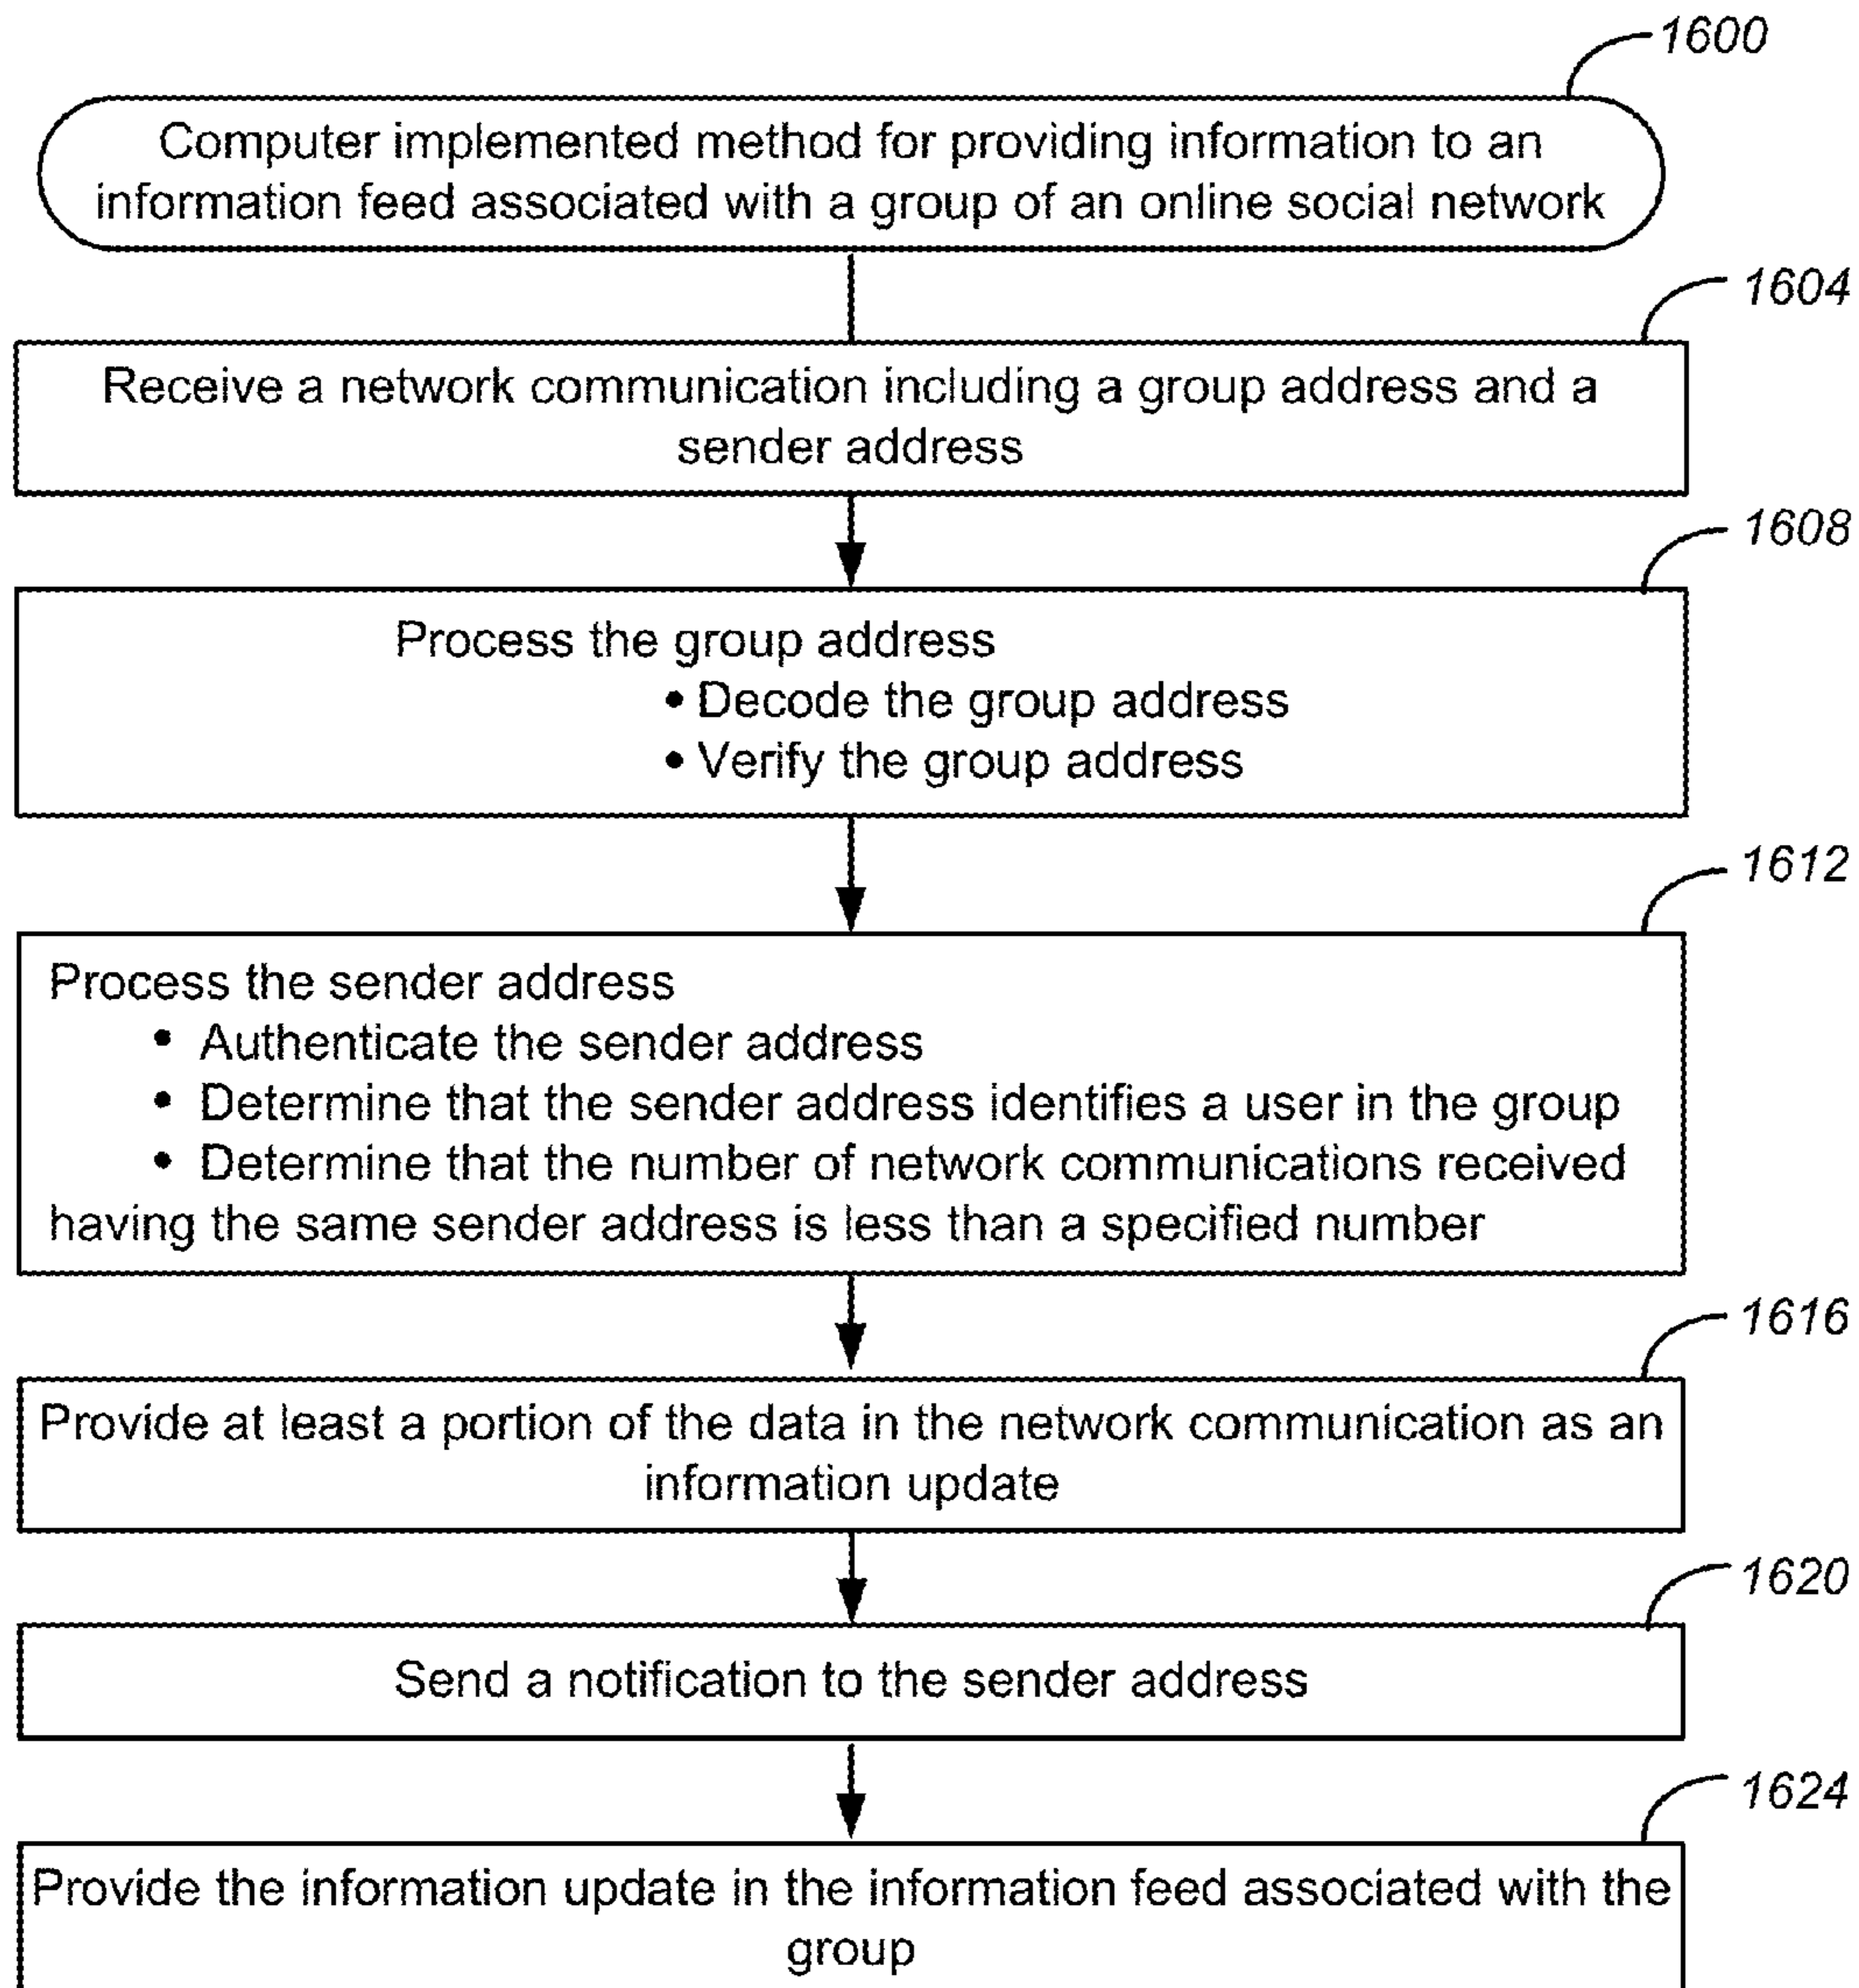 1600
Computer implemented method for providing information to an
information feed associated with a group of an online social network
1604
Receive a network communication including a group address and a
sender address
1608
Process the group address
• Decode the group address
• Verify the group address
1612
Process the sender address
• Authenticate the sender address
• Determine that the sender address identifies a user in the group
• Determine that the number of network communications received
having the same sender address is less than a specified number
1616
Provide at least a portion of the data in the network communication as an
information update
1620
Send a notification to the sender address
1624
Provide the information update in the information feed associated with the
group